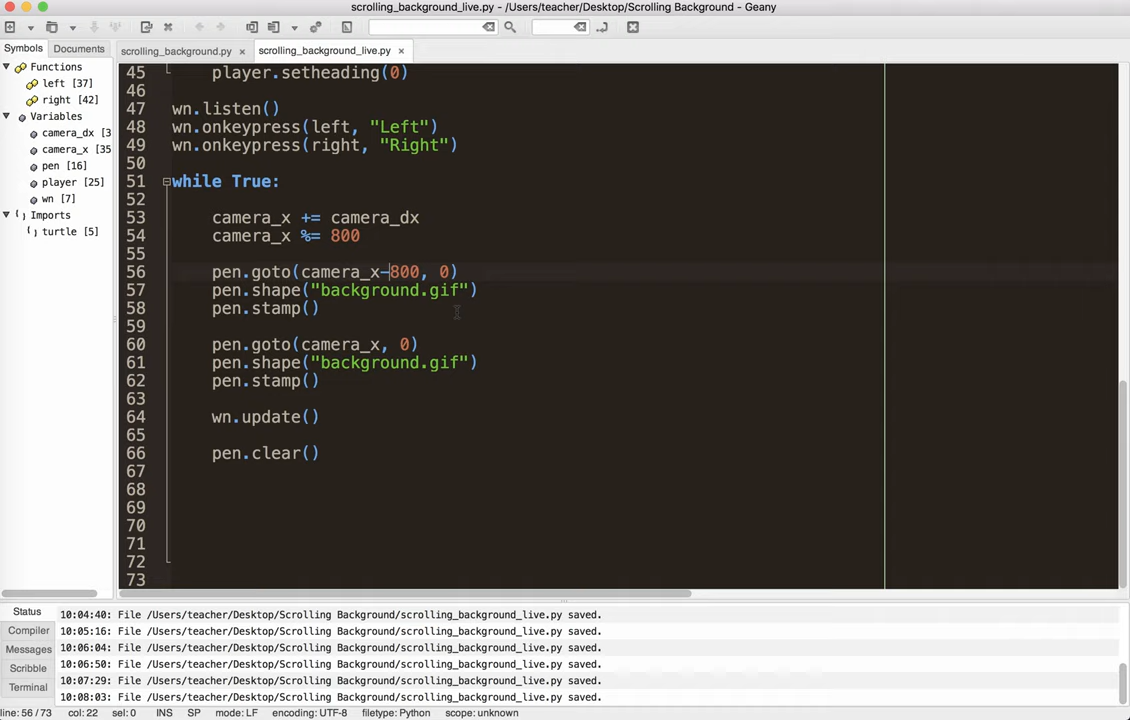 scrolling_background_live.py - /Users/teacher/Desktop/Scrolling Background - Geany
Symbols Documents
scrolling_background.py × scrolling_background_live.py ×
Functions
left [37]
right [42]
Variables
camera_dx [3
camera_x [35
pen [16]
player [25]
wn [7]
Imports
turtle [5]
45 player.setheading(0)
46
47 wn.listen()
48 wn.onkeypress(left, "Left")
49 wn.onkeypress(right, "Right")
50
51 while True:
52
53 camera_x += camera_dx
54 camera_x %= 800
55
56 pen.goto(camera_x-800, 0)
57 pen.shape("background.gif")
58 pen.stamp()
59
60 pen.goto(camera_x, 0)
61 pen.shape("background.gif")
62 pen.stamp()
63
64 wn.update()
65
66 pen.clear()
67
68
69
70
71
72
73
Status
Compiler
Messages
Scribble
Terminal
10:04:40: File /Users/teacher/Desktop/Scrolling Background/scrolling_background_live.py saved.
10:05:16: File /Users/teacher/Desktop/Scrolling Background/scrolling_background_live.py saved.
10:06:04: File /Users/teacher/Desktop/Scrolling Background/scrolling_background_live.py saved.
10:06:50: File /Users/teacher/Desktop/Scrolling Background/scrolling_background_live.py saved.
10:07:29: File /Users/teacher/Desktop/Scrolling Background/scrolling_background_live.py saved.
10:08:03: File /Users/teacher/Desktop/Scrolling Background/scrolling_background_live.py saved.
line: 56 / 73 col: 22 sel: 0 INS SP mode: LF encoding: UTF-8 filetype: Python scope: unknown